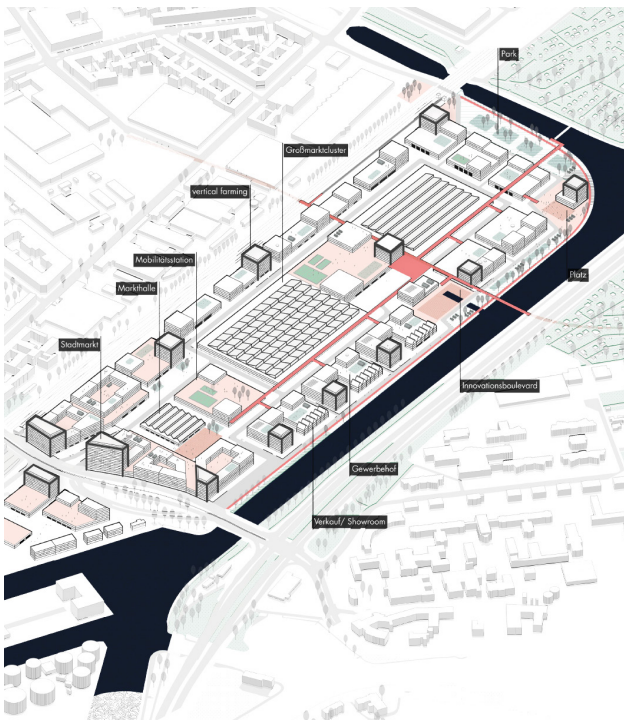 Park
Großmarktcluster
vertical farming
Mobilitätsstation
Markthalle
Platz
Stadtmarkt
Innovationsboulevard
Gewerbehof
Verkauf/ Showroom